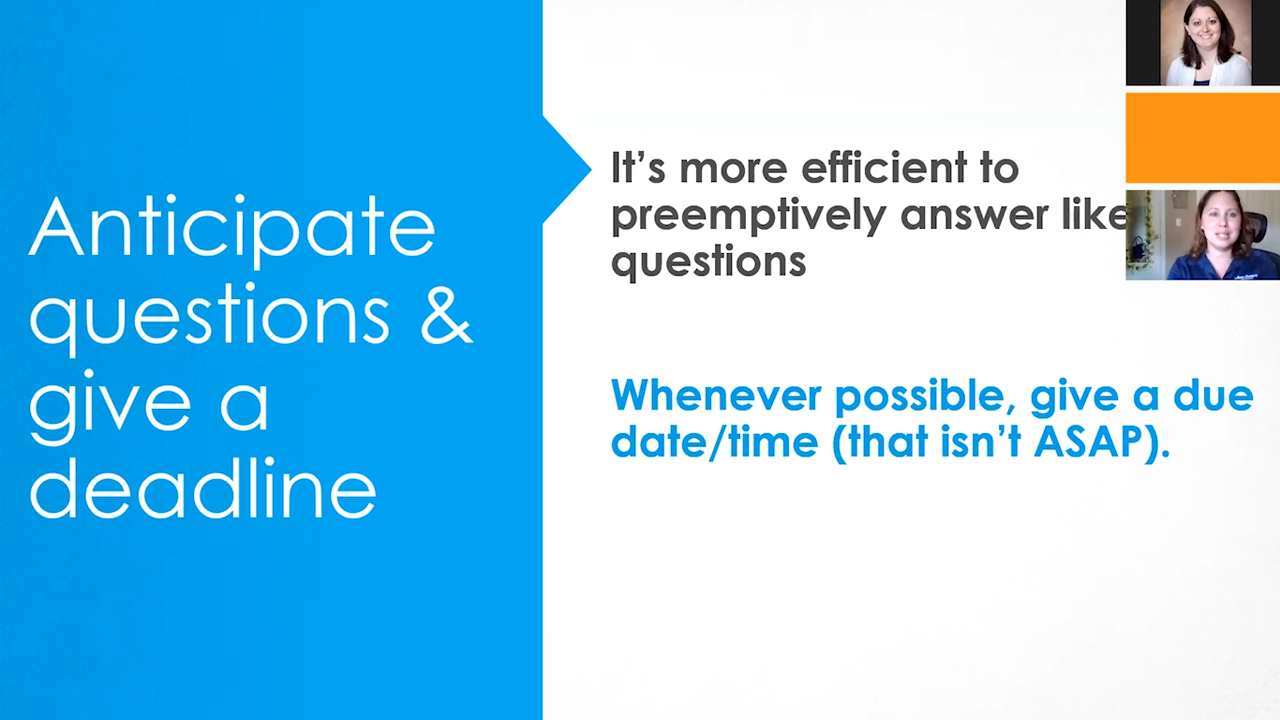 Anticipate
questions &
give a
deadline
It's more efficient to
preemptively answer like
questions
Whenever possible, give a due
date/time (that isn't ASAP).